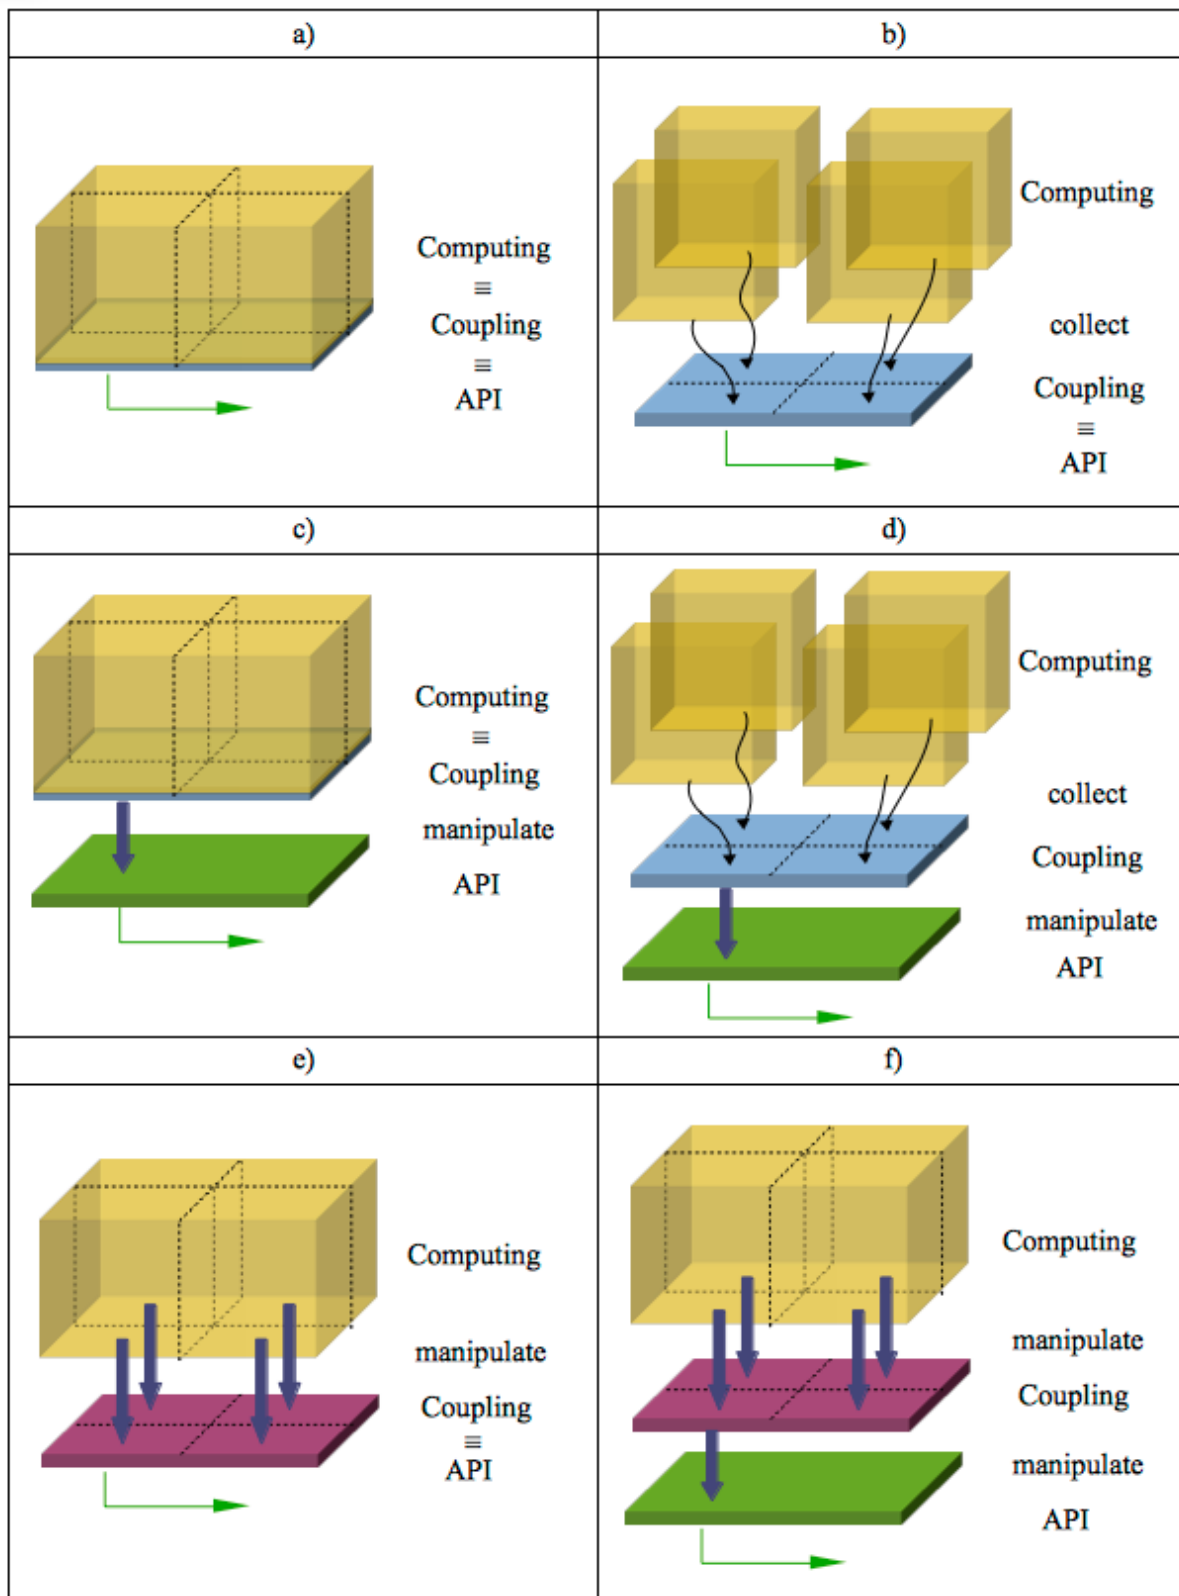 a)
b)
Computing
≡
Coupling
≡
API
Computing
collect
Coupling
≡
API
c)
d)
Computing
≡
Coupling
manipulate
API
Computing
collect
Coupling
manipulate
API
e)
f)
Computing
manipulate
Coupling
≡
API
Computing
manipulate
Coupling
manipulate
API